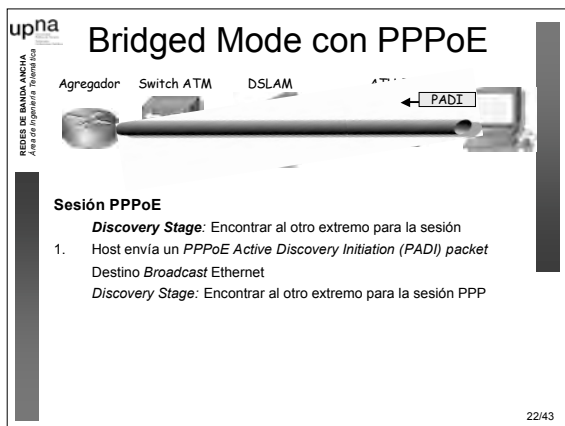 upna
REDES DE BANDA ANCHA
Área de Ingeniería Telemática
Bridged Mode con PPPoE
Agregador Switch ATM DSLAM
PADI
Sesión PPPoE
Discovery Stage: Encontrar al otro extremo para la sesión
1. Host envía un PPPoE Active Discovery Initiation (PADI) packet
Destino Broadcast Ethernet
Discovery Stage: Encontrar al otro extremo para la sesión PPP
22/43